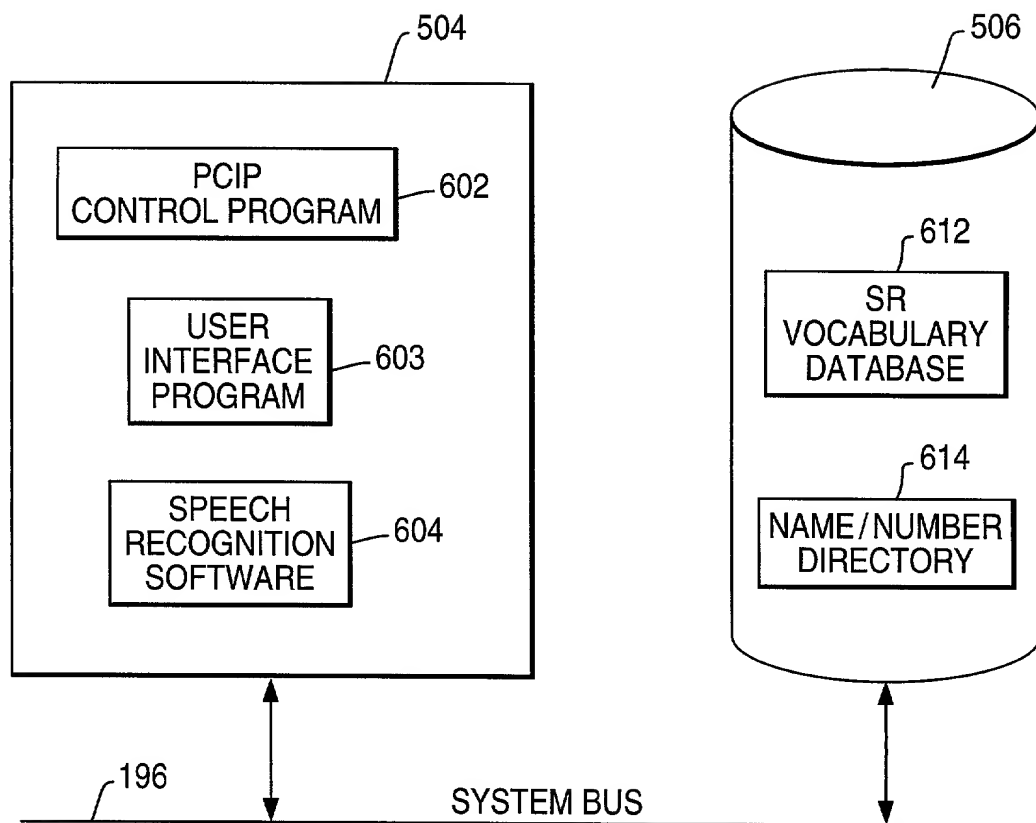 504
506
PCIP
CONTROL PROGRAM
602
USER
INTERFACE
PROGRAM
603
SPEECH
RECOGNITION
SOFTWARE
604
612
SR
VOCABULARY
DATABASE
614
NAME/NUMBER
DIRECTORY
196
SYSTEM BUS